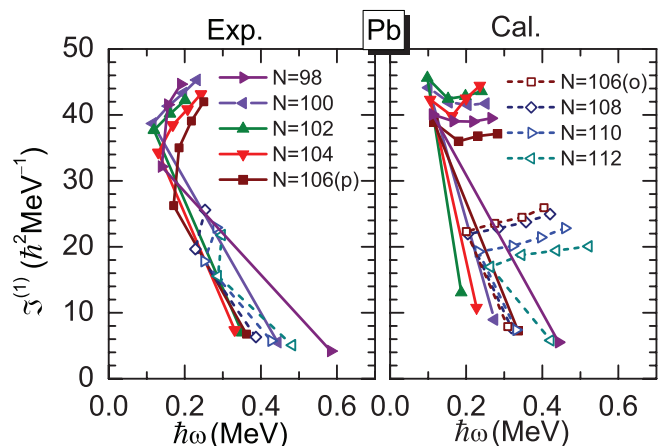 Exp.
Pb
Cal.
50
40
30
20
10
0
ℑ⁽¹⁾ (ℏ²MeV⁻¹)
N=98
N=100
N=102
N=104
N=106(p)
N=106(o)
N=108
N=110
N=112
0.0 0.2 0.4 0.6
0.0 0.2 0.4 0.6
ℏω(MeV)
ℏω(MeV)